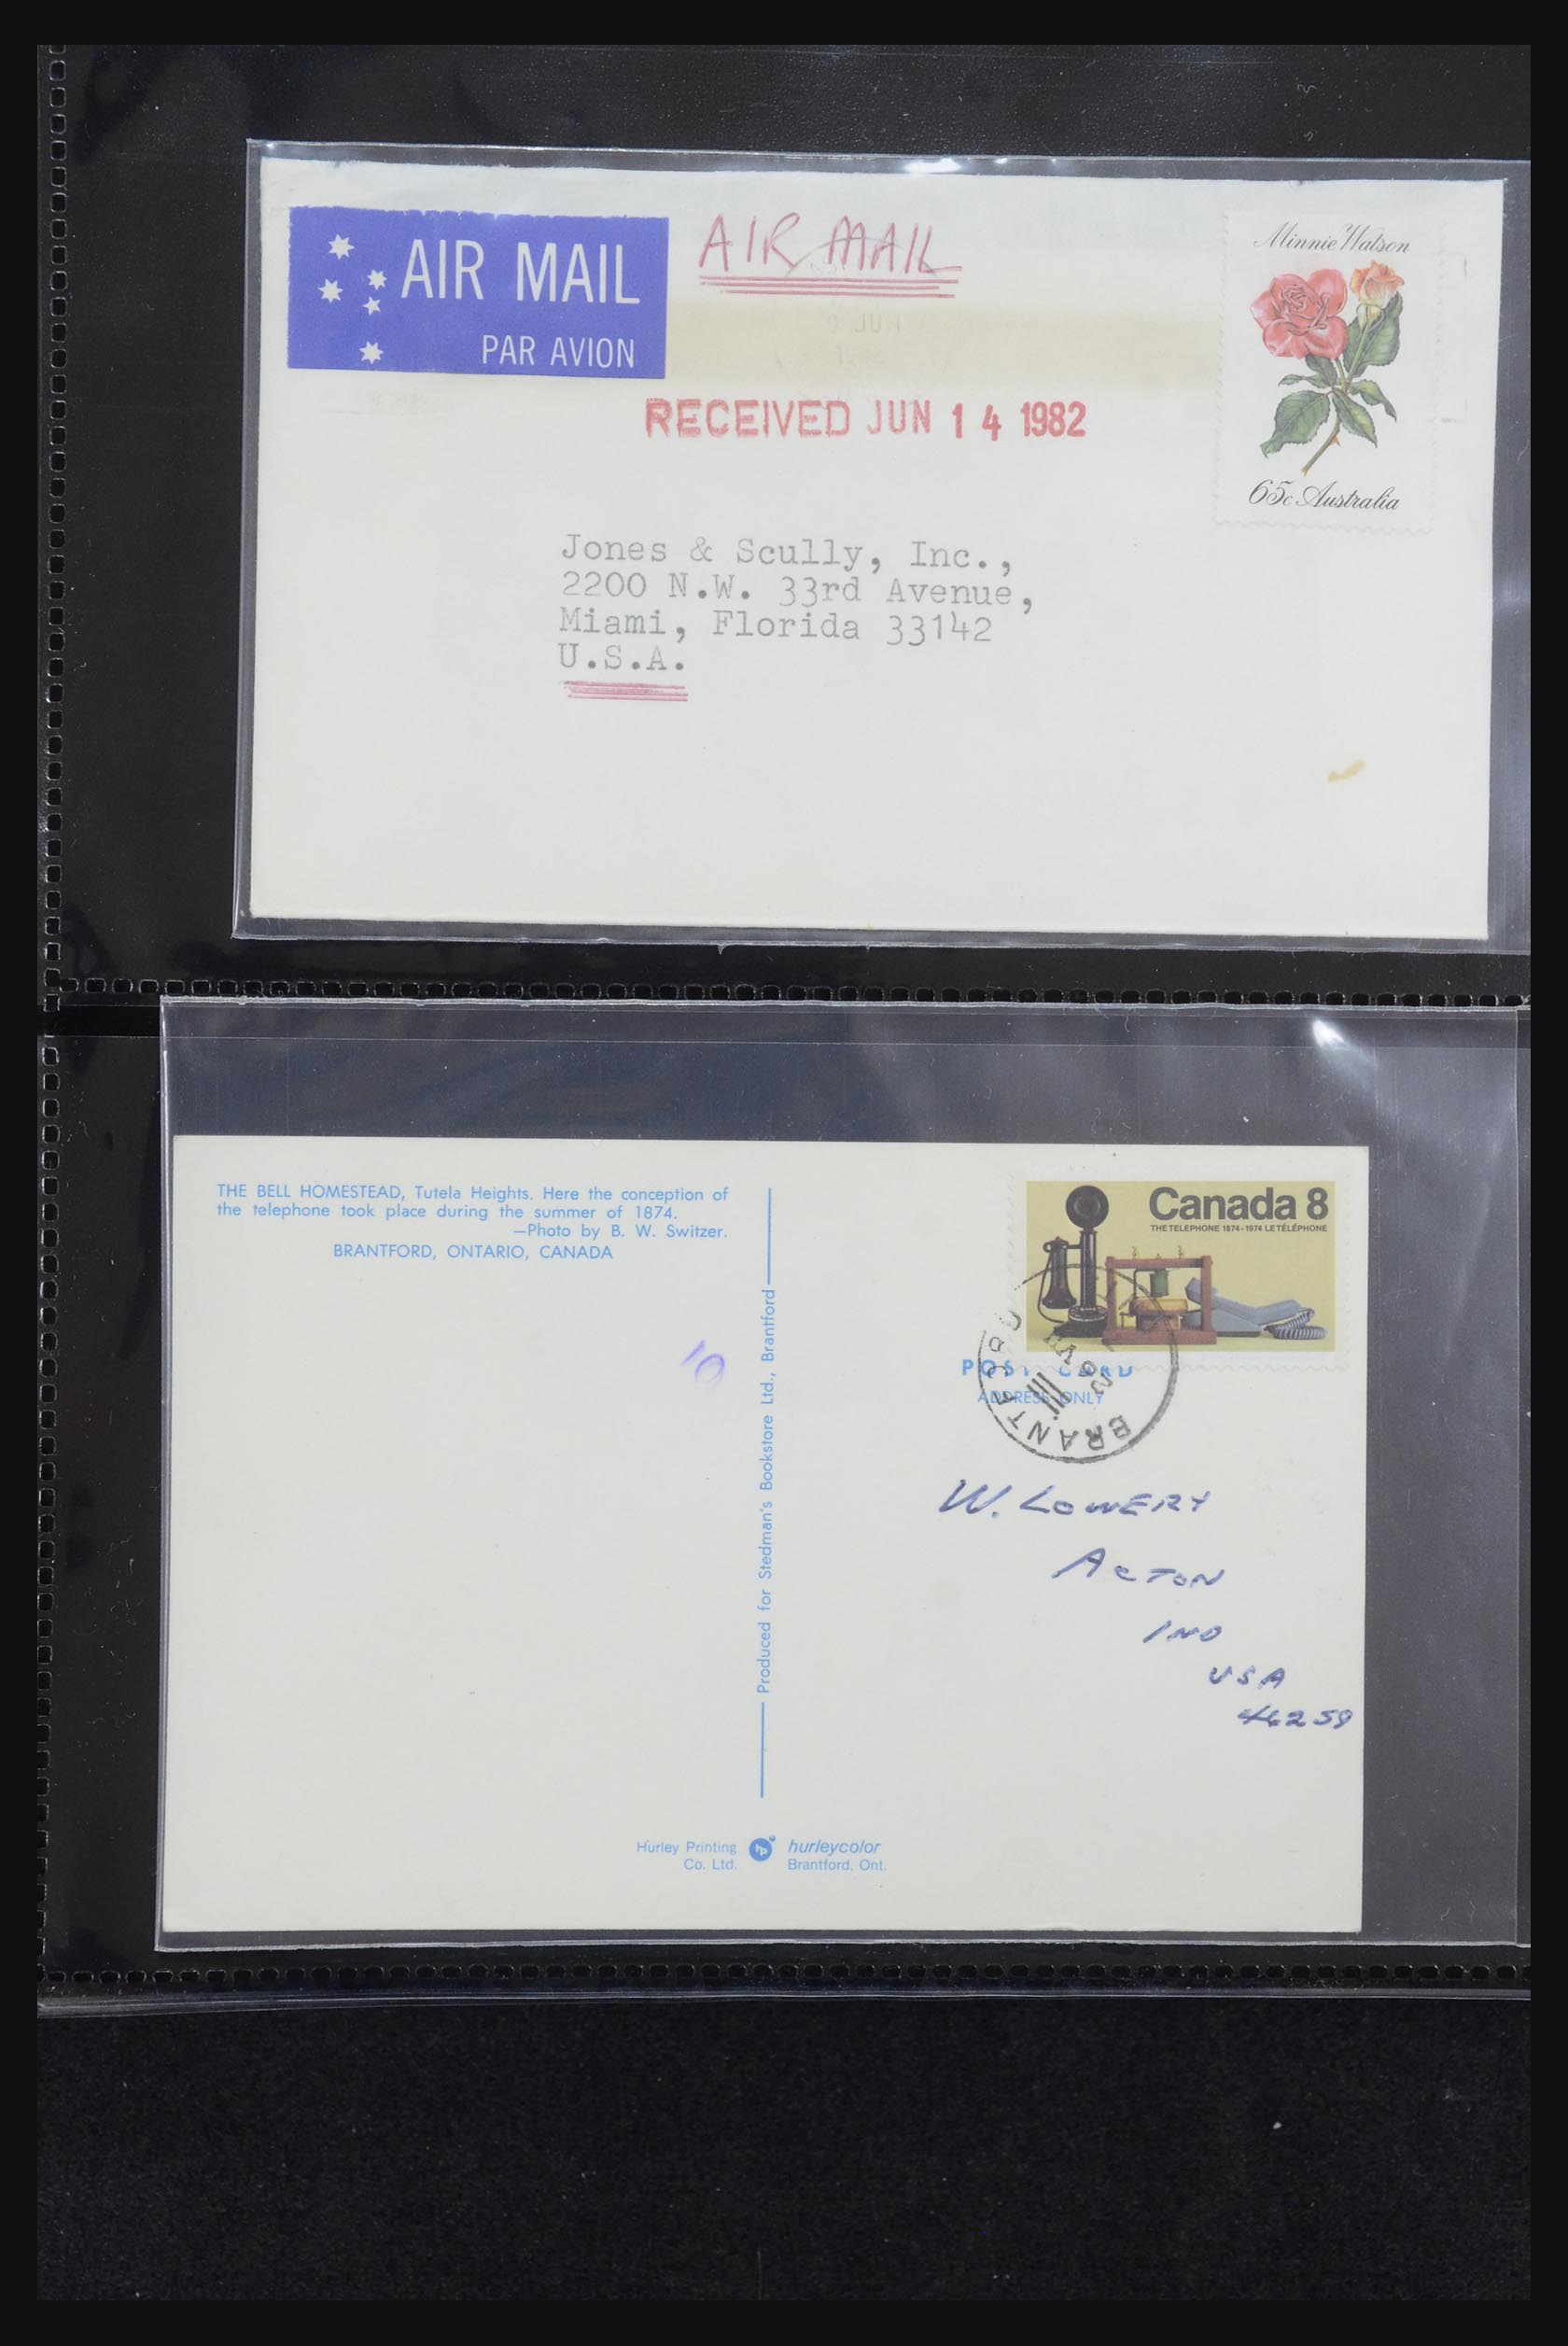 AIR MAIL
PAR AVION
AIR MAIL
Minnie Watson
65c Australia
RECEIVED JUN 14 1982
Jones & Scully, Inc.,
2200 N.W. 33rd Avenue,
Miami, Florida 33142
U.S.A.
THE BELL HOMESTEAD, Tutela Heights. Here the conception of
the telephone took place during the summer of 1874.
—Photo by B. W. Switzer.
BRANTFORD, ONTARIO, CANADA
10
Produced for Stedman's Bookstore Ltd., Brantford
Canada 8
THE TELEPHONE 1874-1974 LE TÉLÉPHONE
POST CARD
ADDRESS ONLY
BRANTFORD
W. LOWERY
ACTON
IND
USA
46259
Hurley Printing
Co. Ltd.
hp
hurleycolor
Brantford, Ont.